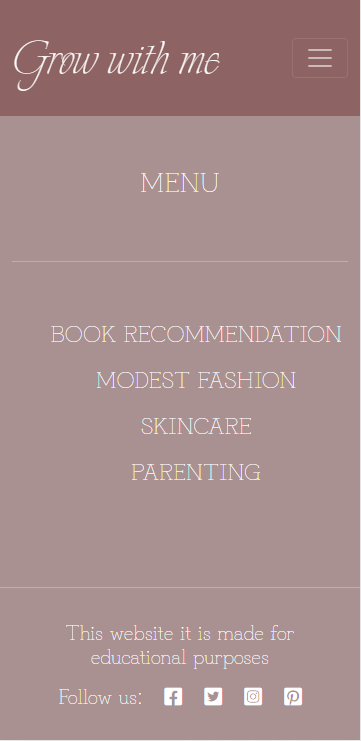 Grow with me
MENU
BOOK RECOMMENDATION
MODEST FASHION
SKINCARE
PARENTING
This website it is made for
educational purposes
Follow us: